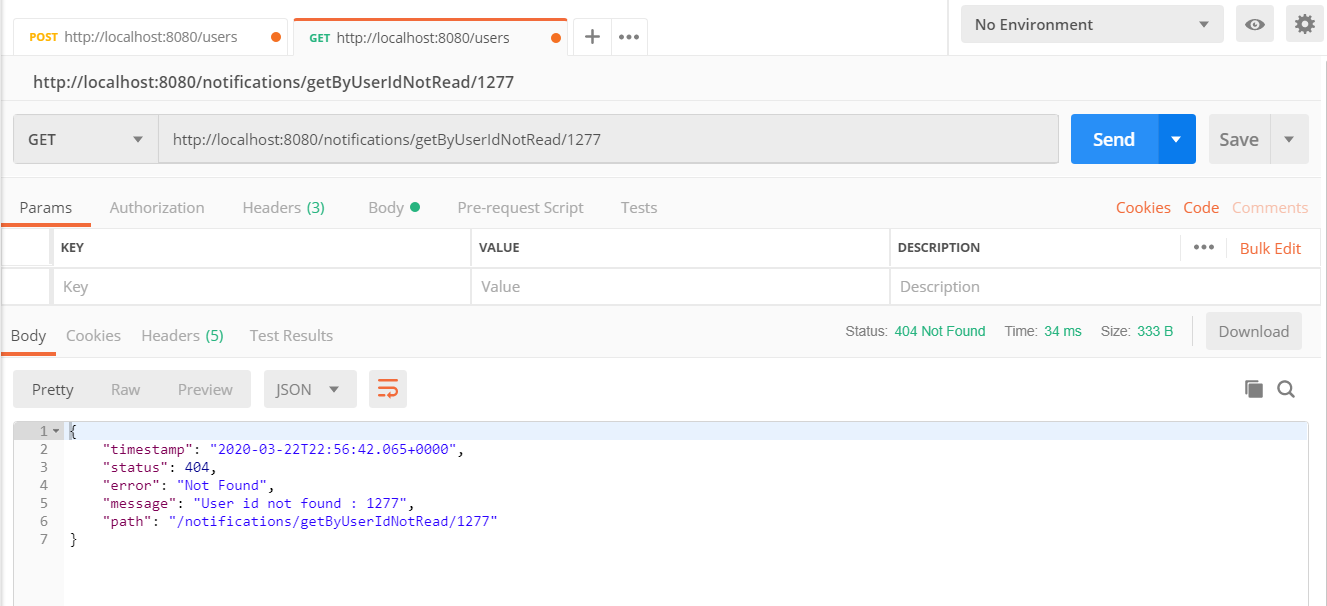 POST http://localhost:8080/users GET http://localhost:8080/users + ••• No Environment
http://localhost:8080/notifications/getByUserIdNotRead/1277
GET http://localhost:8080/notifications/getByUserIdNotRead/1277 Send Save
Params Authorization Headers (3) Body Pre-request Script Tests Cookies Code Comments
KEY VALUE DESCRIPTION ••• Bulk Edit
Key Value Description
Body Cookies Headers (5) Test Results Status: 404 Not Found Time: 34 ms Size: 333 B Download
Pretty Raw Preview JSON
1 {
2 "timestamp": "2020-03-22T22:56:42.065+0000",
3 "status": 404,
4 "error": "Not Found",
5 "message": "User id not found : 1277",
6 "path": "/notifications/getByUserIdNotRead/1277"
7 }